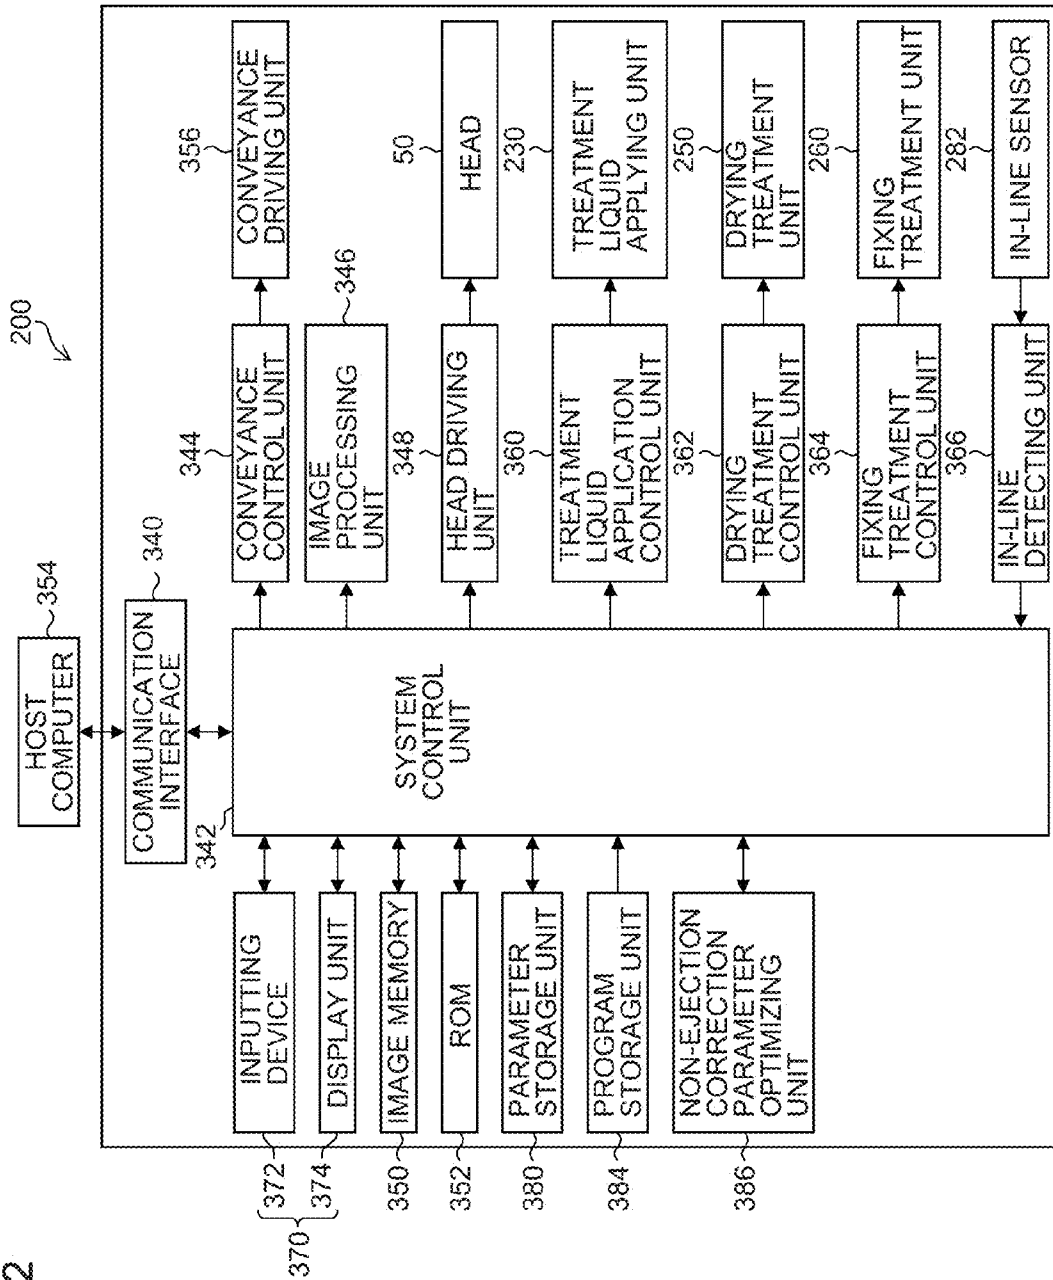 2
200
HOST
COMPUTER
354
COMMUNICATION
INTERFACE
340
342
SYSTEM
CONTROL
UNIT
370
372
INPUTTING
DEVICE
374
DISPLAY UNIT
350
IMAGE MEMORY
352
ROM
380
PARAMETER
STORAGE UNIT
384
PROGRAM
STORAGE UNIT
386
NON-EJECTION
CORRECTION
PARAMETER
OPTIMIZING
UNIT
344
CONVEYANCE
CONTROL UNIT
356
CONVEYANCE
DRIVING UNIT
346
IMAGE
PROCESSING
UNIT
348
HEAD DRIVING
UNIT
50
HEAD
360
TREATMENT
LIQUID
APPLICATION
CONTROL UNIT
230
TREATMENT
LIQUID
APPLYING UNIT
362
DRYING
TREATMENT
CONTROL UNIT
250
DRYING
TREATMENT
UNIT
364
FIXING
TREATMENT
CONTROL UNIT
260
FIXING
TREATMENT UNIT
366
IN-LINE
DETECTING UNIT
282
IN-LINE SENSOR